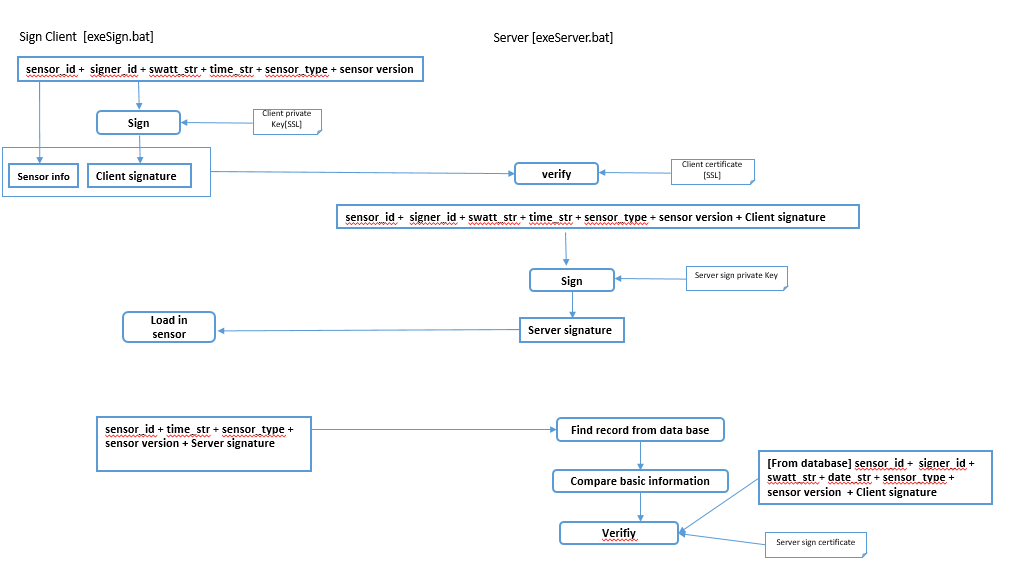 Sign Client [exeSign.bat]
Server [exeServer.bat]
sensor_id + signer_id + swatt_str + time_str + sensor_type + sensor version
Sign
Client private
Key[SSL]
Sensor info
Client signature
verify
Client certificate
[SSL]
sensor_id + signer_id + swatt_str + time_str + sensor_type + sensor version + Client signature
Sign
Server sign private Key
Load in
sensor
Server signature
sensor_id + time_str + sensor_type +
sensor version + Server signature
Find record from data base
Compare basic information
[From database] sensor_id + signer_id +
swatt_str + date_str + sensor_type +
sensor version + Client signature
Verifiy
Server sign certificate